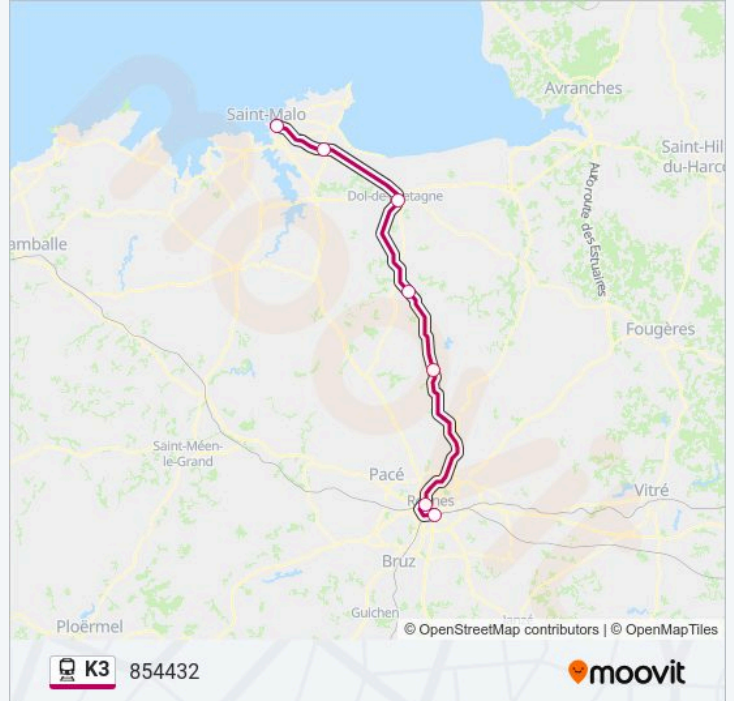 Avranches
Saint-Malo
Saint-Hil
du-Harc
Dol-de-Bretagne
Autoroute des Estuaires
amballe
Fougères
Saint-Méen-
le-Grand
Pacé
Rennes
Vitré
Bruz
Guichen
Ploërmel
© OpenStreetMap contributors | © OpenMapTiles
K3 854432
moovit